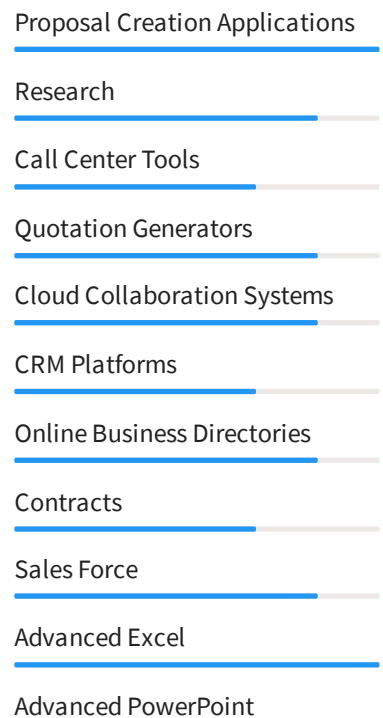 Proposal Creation Applications
Research
Call Center Tools
Quotation Generators
Cloud Collaboration Systems
CRM Platforms
Online Business Directories
Contracts
Sales Force
Advanced Excel
Advanced PowerPoint